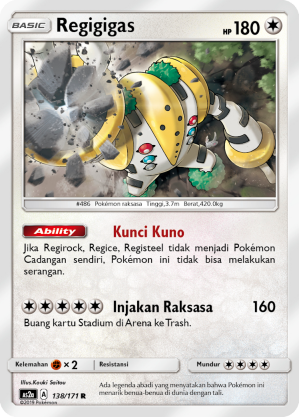 BASIC Regigigas HP 180
#486 Pokémon raksasa Tinggi,3.7m Berat,420.0kg
Ability Kunci Kuno
Jika Regirock, Regice, Registeel tidak menjadi Pokémon
Cadangan sendiri, Pokémon ini tidak bisa melakukan
serangan.
Injakan Raksasa 160
Buang kartu Stadium di Arena ke Trash.
Kelemahan × 2 Resistansi Mundur
Illus.Kouki Saitou
AS2a A 138/171 R
©2019 Pokémon
Ada legenda abadi yang menyatakan bahwa Pokémon ini
menarik benua-benua di dunia dengan tali.